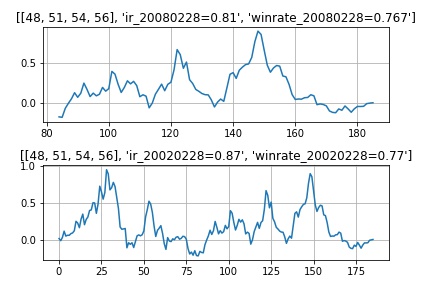 [[48, 51, 54, 56], 'ir_20080228=0.81', 'winrate_20080228=0.767']
0.5
0.0
80 100 120 140 160 180
[[48, 51, 54, 56], 'ir_20020228=0.87', 'winrate_20020228=0.77']
1.0
0.5
0.0
0 25 50 75 100 125 150 175